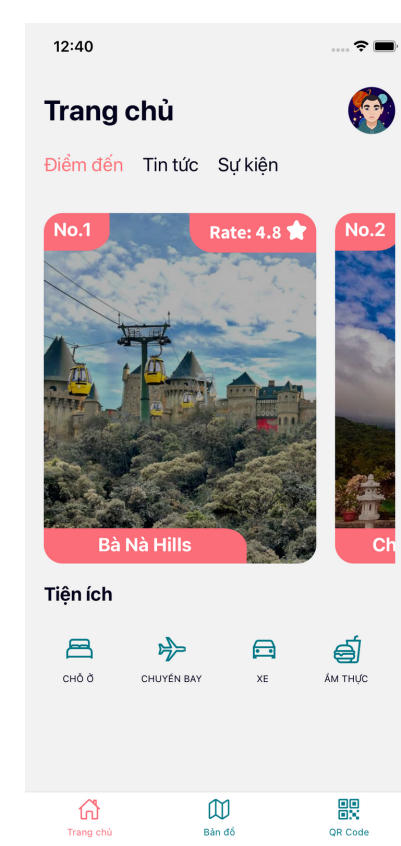 12:40
Trang chủ
Điểm đến Tin tức Sự kiện
No.1 Rate: 4.8 No.2
Bà Nà Hills Ch
Tiện ích
CHỖ Ở CHUYẾN BAY XE ẨM THỰC
Trang chủ Bản đồ QR Code